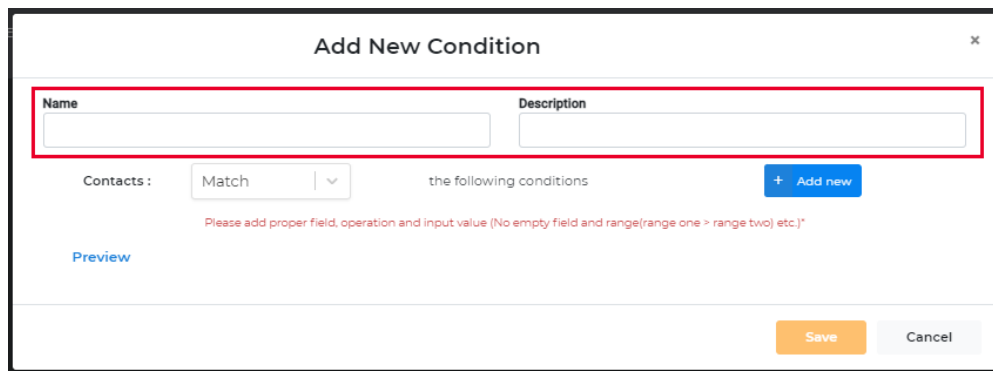 Add New Condition
×
Name
Description
Contacts :
Match
the following conditions
+ Add new
Please add proper field, operation and input value (No empty field and range(range one > range two) etc.)*
Preview
Save
Cancel